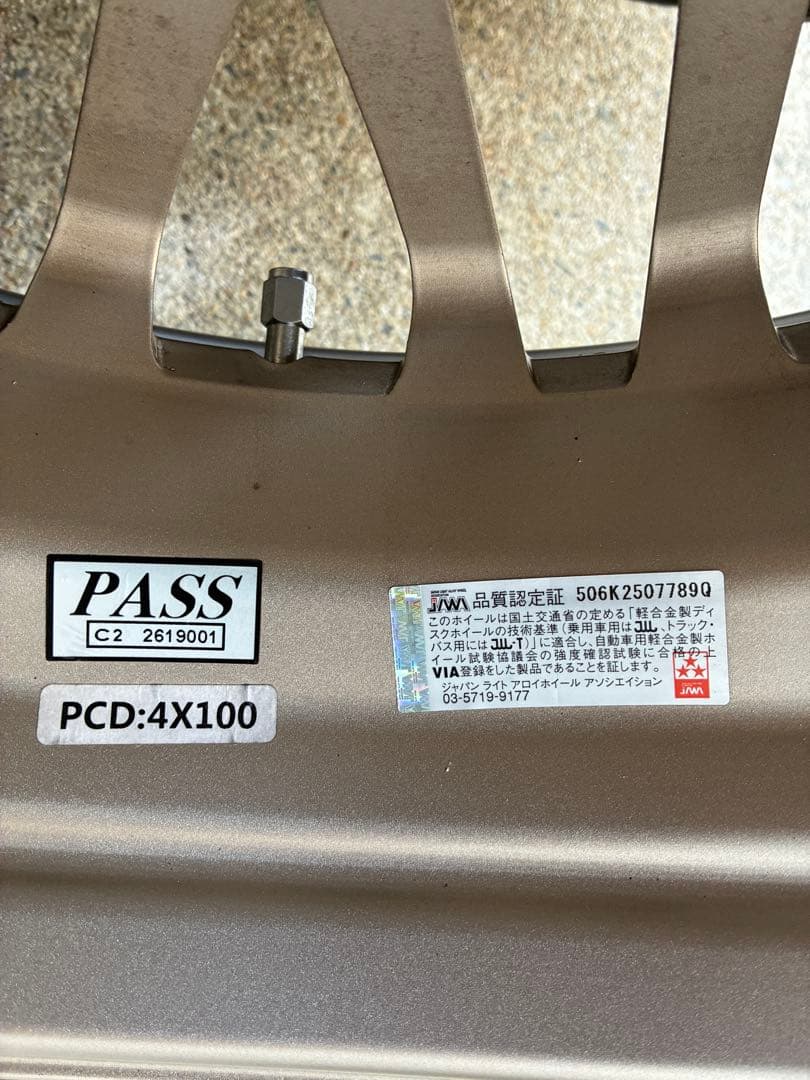 PASS
C2 2619001
PCD:4X100
JAWA 品質認定証 506K2507789Q
このホイールは国土交通省の定める「軽合金製ディ
スクホイールの技術基準(乗用車用はJWL、トラック・
バス用にはJWL・T)」に適合し、自動車用軽合金製ホ
イール試験協議会の強度確認試験に合格の上
VIA登録をした製品であることを証します。
ジャパン ライト アロイホイール アソシエイション
03-5719-9177